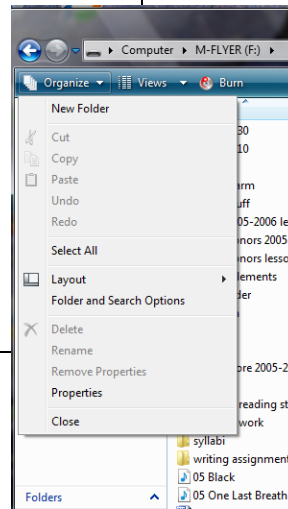 Computer ▸ M-FLYER (F:) ▸
Organize Views Burn
New Folder
Cut
Copy
Paste
Undo
Redo
Select All
Layout
Folder and Search Options
Delete
Rename
Remove Properties
Properties
Close
30
10
arm
uff
05-2006 le
onors 2005
onors lesso
lements
der
ore 2005-2
reading st
work
syllabi
writing assignment
05 Black
05 One Last Breath
Folders